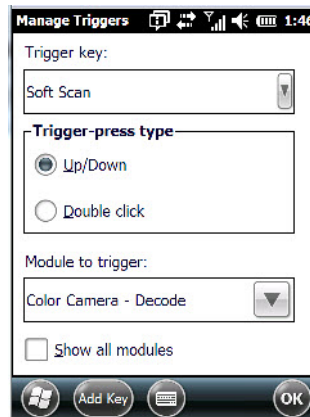 Manage Triggers 1:46
Trigger key:
Soft Scan
Trigger-press type
Up/Down
Double click
Module to trigger:
Color Camera - Decode
Show all modules
Add Key OK